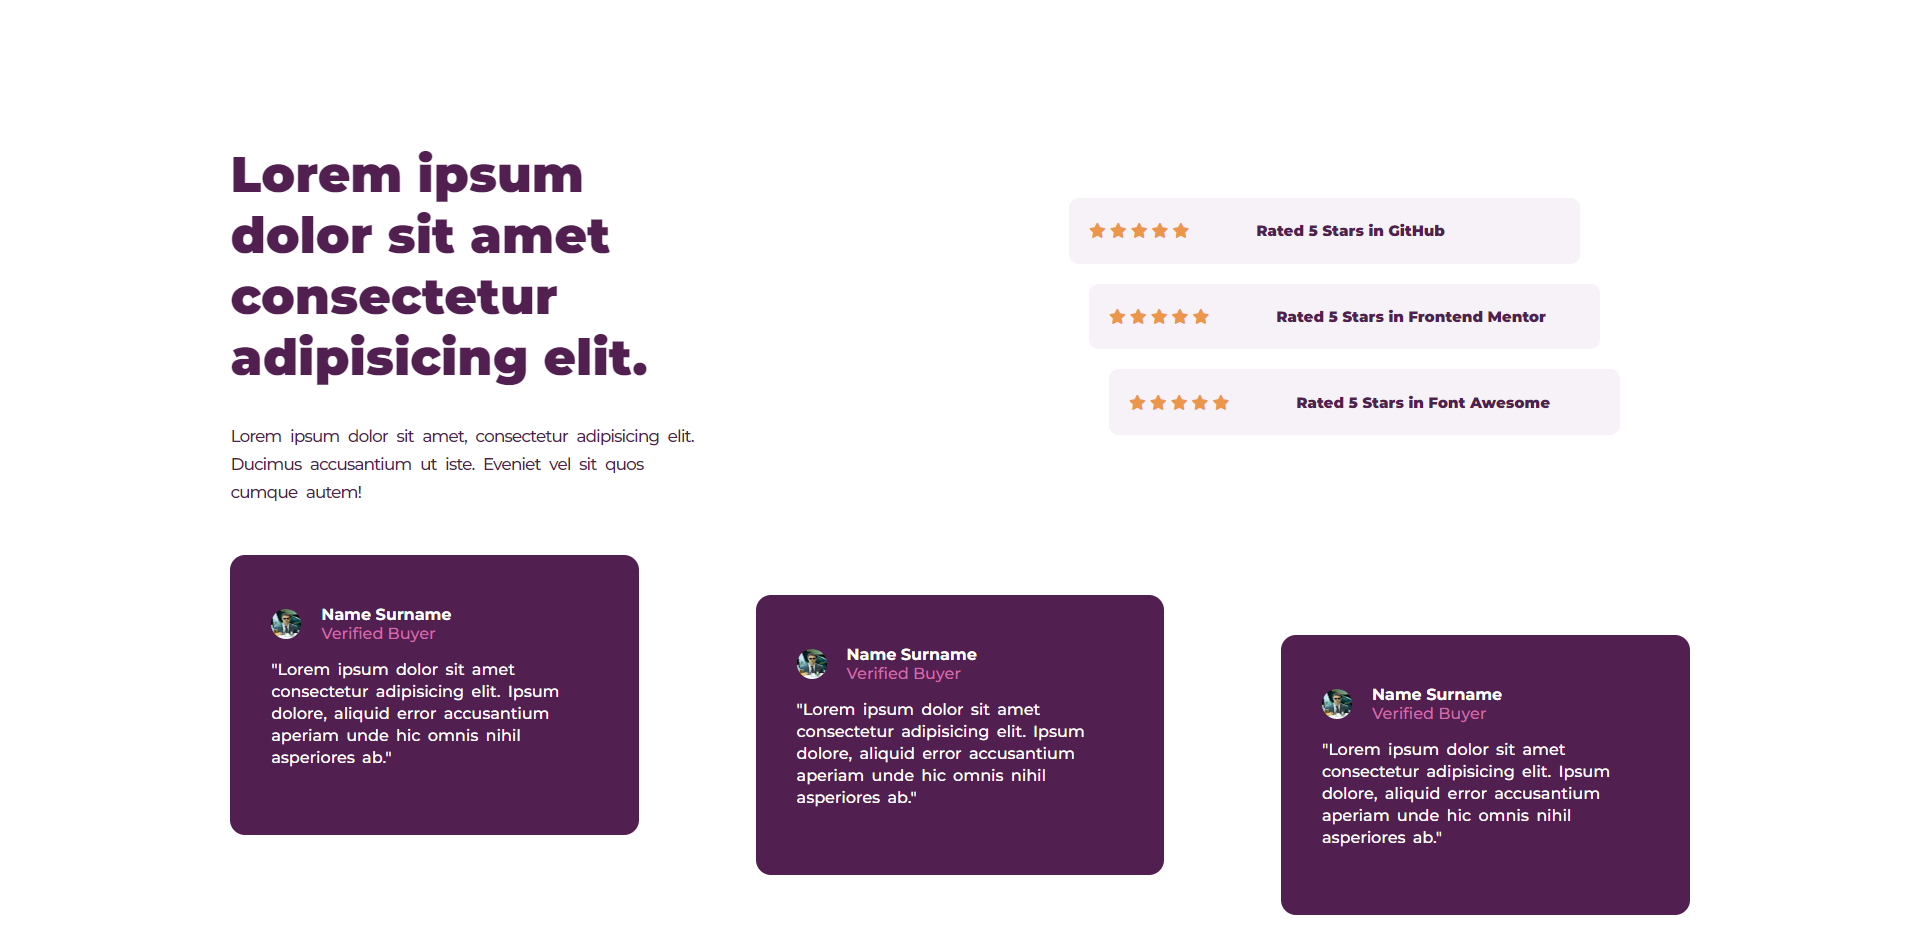 Lorem ipsum
dolor sit amet
consectetur
adipisicing elit.
Lorem ipsum dolor sit amet, consectetur adipisicing elit.
Ducimus accusantium ut iste. Eveniet vel sit quos
cumque autem!
Rated 5 Stars in GitHub
Rated 5 Stars in Frontend Mentor
Rated 5 Stars in Font Awesome
Name Surname
Verified Buyer
"Lorem ipsum dolor sit amet
consectetur adipisicing elit. Ipsum
dolore, aliquid error accusantium
aperiam unde hic omnis nihil
asperiores ab."
Name Surname
Verified Buyer
"Lorem ipsum dolor sit amet
consectetur adipisicing elit. Ipsum
dolore, aliquid error accusantium
aperiam unde hic omnis nihil
asperiores ab."
Name Surname
Verified Buyer
"Lorem ipsum dolor sit amet
consectetur adipisicing elit. Ipsum
dolore, aliquid error accusantium
aperiam unde hic omnis nihil
asperiores ab."